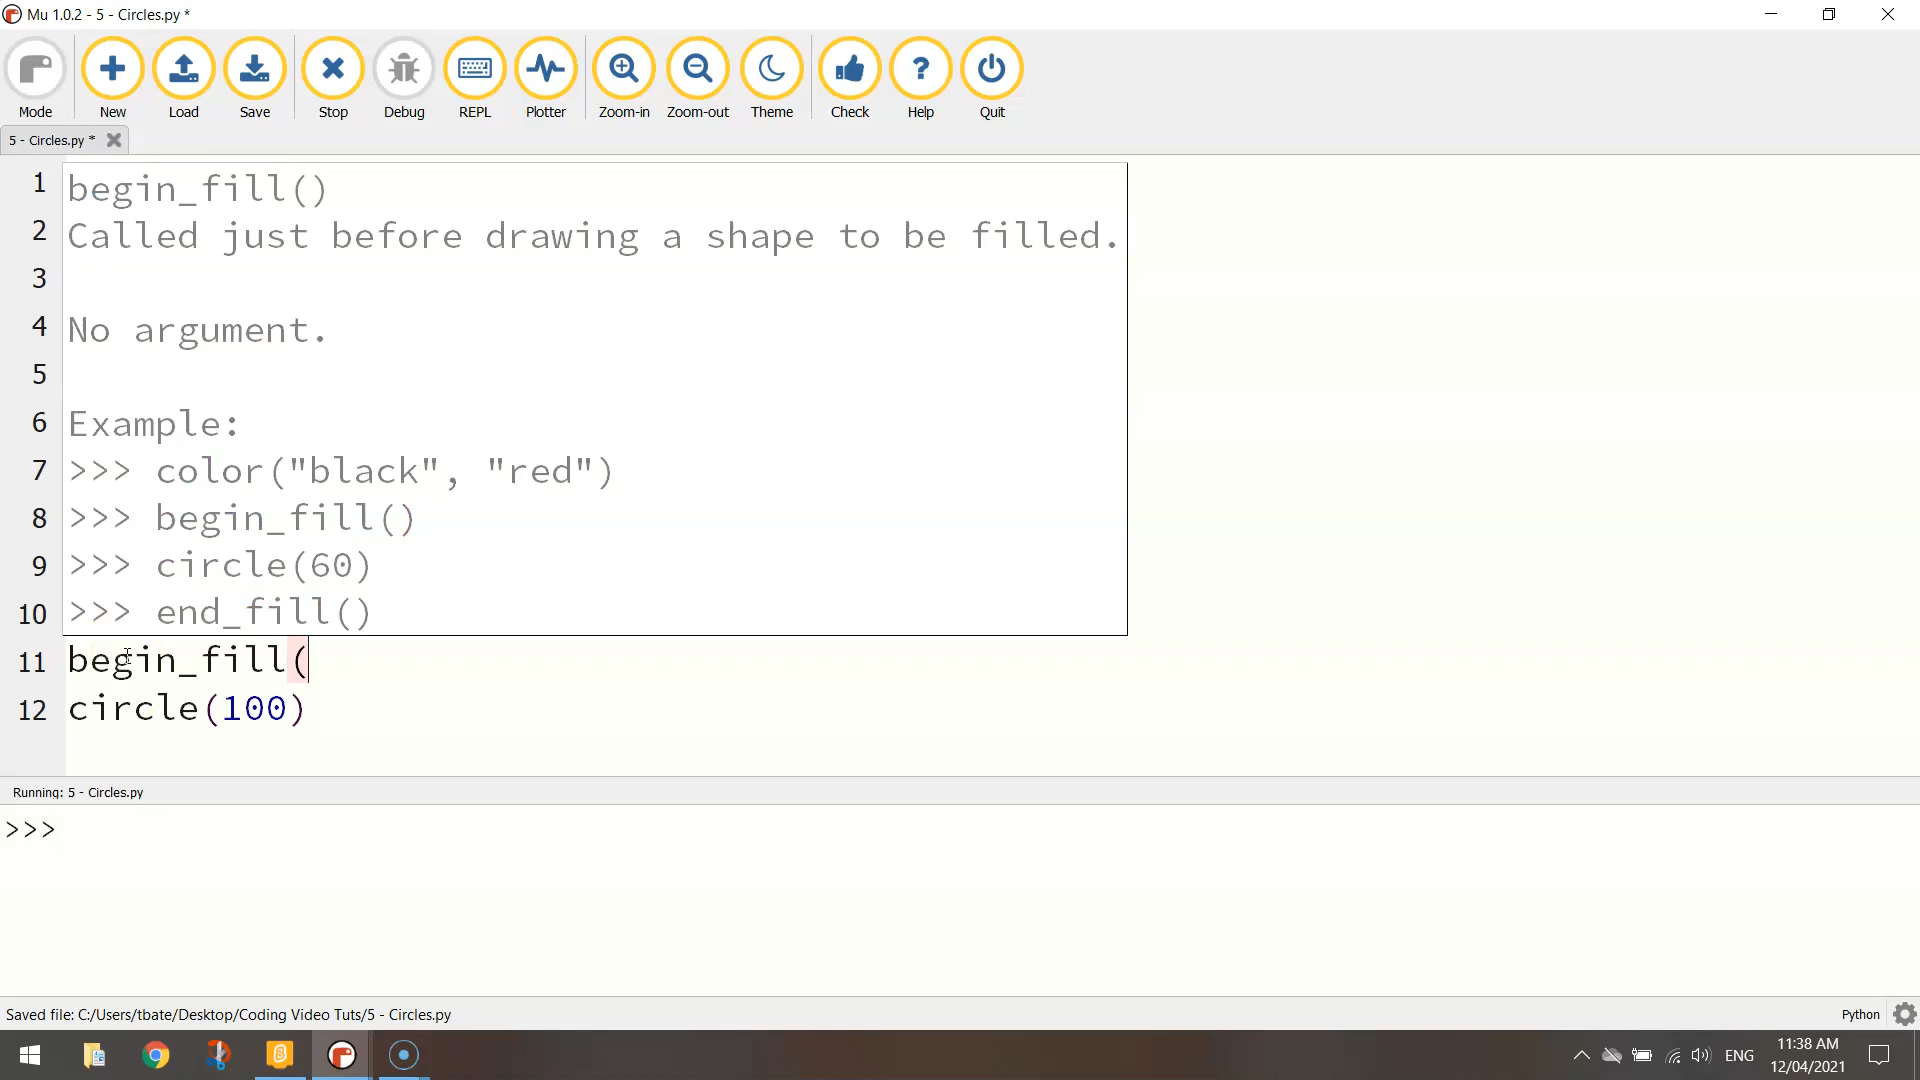 Mu 1.0.2 - 5 - Circles.py *
Mode New Load Save Stop Debug REPL Plotter Zoom-in Zoom-out Theme Check Help Quit
5 - Circles.py *
1 begin_fill()
2 Called just before drawing a shape to be filled.
3
4 No argument.
5
6 Example:
7 >>> color("black", "red")
8 >>> begin_fill()
9 >>> circle(60)
10 >>> end_fill()
11 begin_fill(
12 circle(100)
Running: 5 - Circles.py
>>>
Saved file: C:/Users/tbate/Desktop/Coding Video Tuts/5 - Circles.py Python
ENG 11:38 AM
12/04/2021